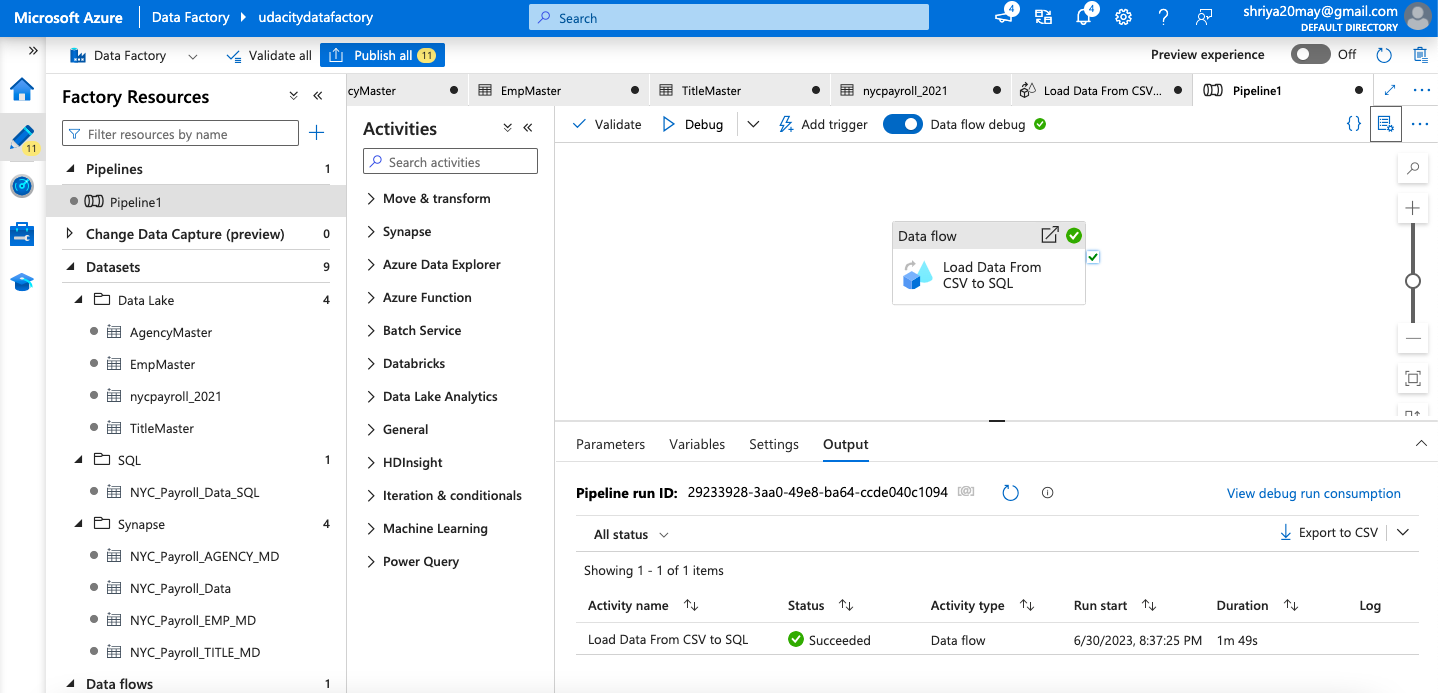 Microsoft Azure
Data Factory
udacitydatafactory
Search
4
4
shriya20may@gmail.com
DEFAULT DIRECTORY
Data Factory
Validate all
Publish all
11
Preview experience
Off
11
Factory Resources
Filter resources by name
Pipelines
1
Pipeline1
Change Data Capture (preview)
0
Datasets
9
Data Lake
4
AgencyMaster
EmpMaster
nycpayroll_2021
TitleMaster
SQL
1
NYC_Payroll_Data_SQL
Synapse
4
NYC_Payroll_AGENCY_MD
NYC_Payroll_Data
NYC_Payroll_EMP_MD
NYC_Payroll_TITLE_MD
Data flows
1
cyMaster
EmpMaster
TitleMaster
nycpayroll_2021
Load Data From CSV...
Pipeline1
Activities
Search activities
Move & transform
Synapse
Azure Data Explorer
Azure Function
Batch Service
Databricks
Data Lake Analytics
General
HDInsight
Iteration & conditionals
Machine Learning
Power Query
Validate
Debug
Add trigger
Data flow debug
{}
Data flow
Load Data From
CSV to SQL
Parameters
Variables
Settings
Output
Pipeline run ID: 29233928-3aa0-49e8-ba64-ccde040c1094
View debug run consumption
All status
Export to CSV
Showing 1 - 1 of 1 items
Activity name
Status
Activity type
Run start
Duration
Log
Load Data From CSV to SQL
Succeeded
Data flow
6/30/2023, 8:37:25 PM
1m 49s